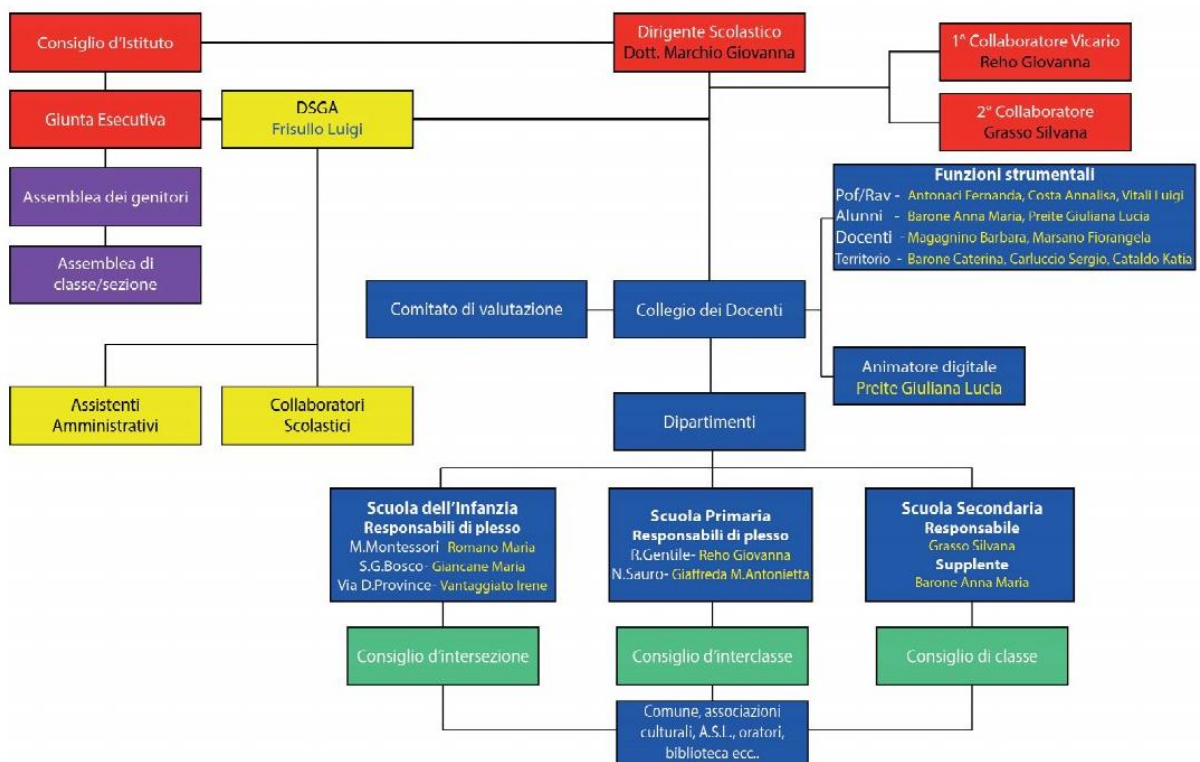 Consiglio d'Istituto
Dirigente Scolastico
Dott. Marchio Giovanna
1° Collaboratore Vicario
Reho Giovanna
2° Collaboratore
Grasso Silvana
Giunta Esecutiva
DSGA
Frisullo Luigi
Assemblea dei genitori
Assemblea di
classe/sezione
Funzioni strumentali
Pof/Rav - Antonaci Fernanda, Costa Annalisa, Vitali Luigi
Alunni - Barone Anna Maria, Preite Giuliana Lucia
Docenti - Magagnino Barbara, Marsano Fiorangela
Territorio - Barone Caterina, Carluccio Sergio, Cataldo Katia
Comitato di valutazione
Collegio dei Docenti
Animatore digitale
Preite Giuliana Lucia
Assistenti
Amministrativi
Collaboratori
Scolastici
Dipartimenti
Scuola dell'Infanzia
Responsabili di plesso
M.Montessori Romano Maria
S.G.Bosco- Giancane Maria
Via D.Province- Vantaggiato Irene
Scuola Primaria
Responsabili di plesso
R.Gentile- Reho Giovanna
N.Sauro- Giaffreda M.Antonietta
Scuola Secondaria
Responsabile
Grasso Silvana
Supplente
Barone Anna Maria
Consiglio d'intersezione
Consiglio d'interclasse
Consiglio di classe
Comune, associazioni
culturali, A.S.L., oratori,
biblioteca ecc..